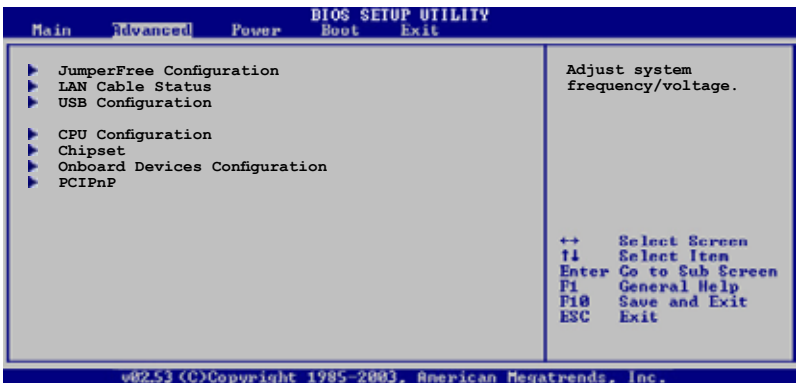 BIOS SETUP UTILITY
Main Advanced Power Boot Exit
JumperFree Configuration
LAN Cable Status
USB Configuration
CPU Configuration
Chipset
Onboard Devices Configuration
PCIPnP
Adjust system
frequency/voltage.
←→ Select Screen
↑↓ Select Item
Enter Go to Sub Screen
F1 General Help
F10 Save and Exit
ESC Exit
v02.53 (C)Copyright 1985-2003, American Megatrends, Inc.